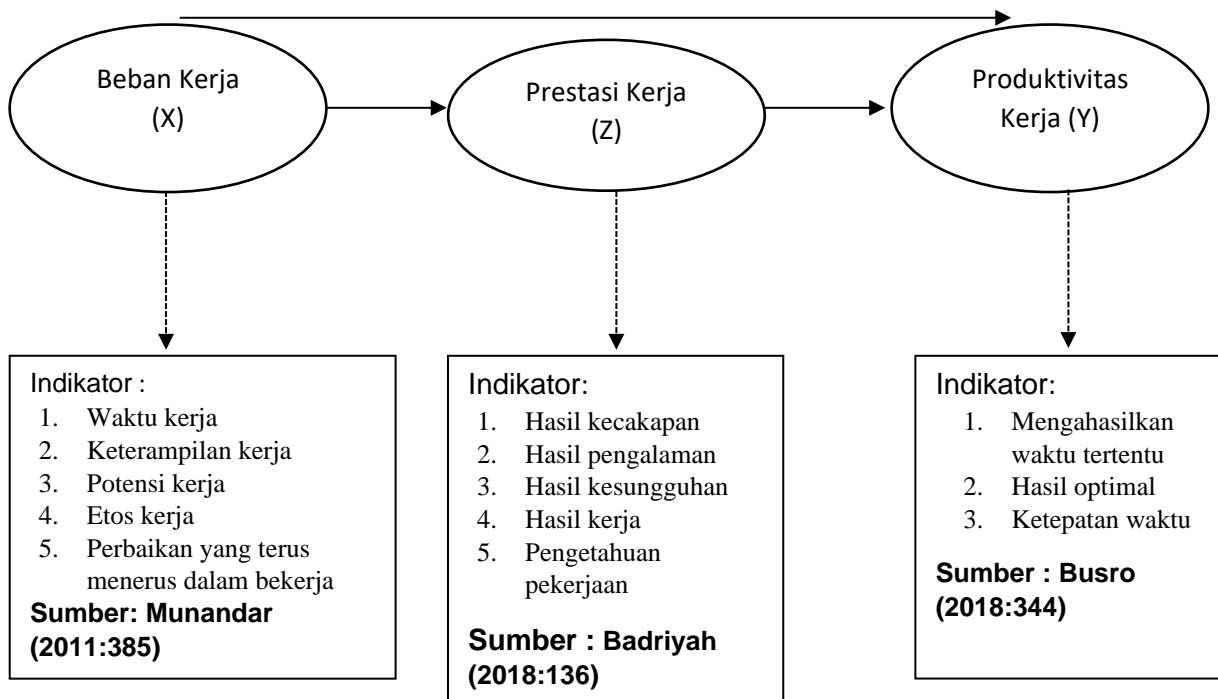 Beban Kerja
(X)
Prestasi Kerja
(Z)
Produktivitas
Kerja (Y)
Indikator :
1. Waktu kerja
2. Keterampilan kerja
3. Potensi kerja
4. Etos kerja
5. Perbaikan yang terus
menerus dalam bekerja
Sumber: Munandar
(2011:385)
Indikator:
1. Hasil kecakapan
2. Hasil pengalaman
3. Hasil kesungguhan
4. Hasil kerja
5. Pengetahuan
pekerjaan
Sumber : Badriyah
(2018:136)
Indikator:
1. Mengahasilkan
waktu tertentu
2. Hasil optimal
3. Ketepatan waktu
Sumber : Busro
(2018:344)